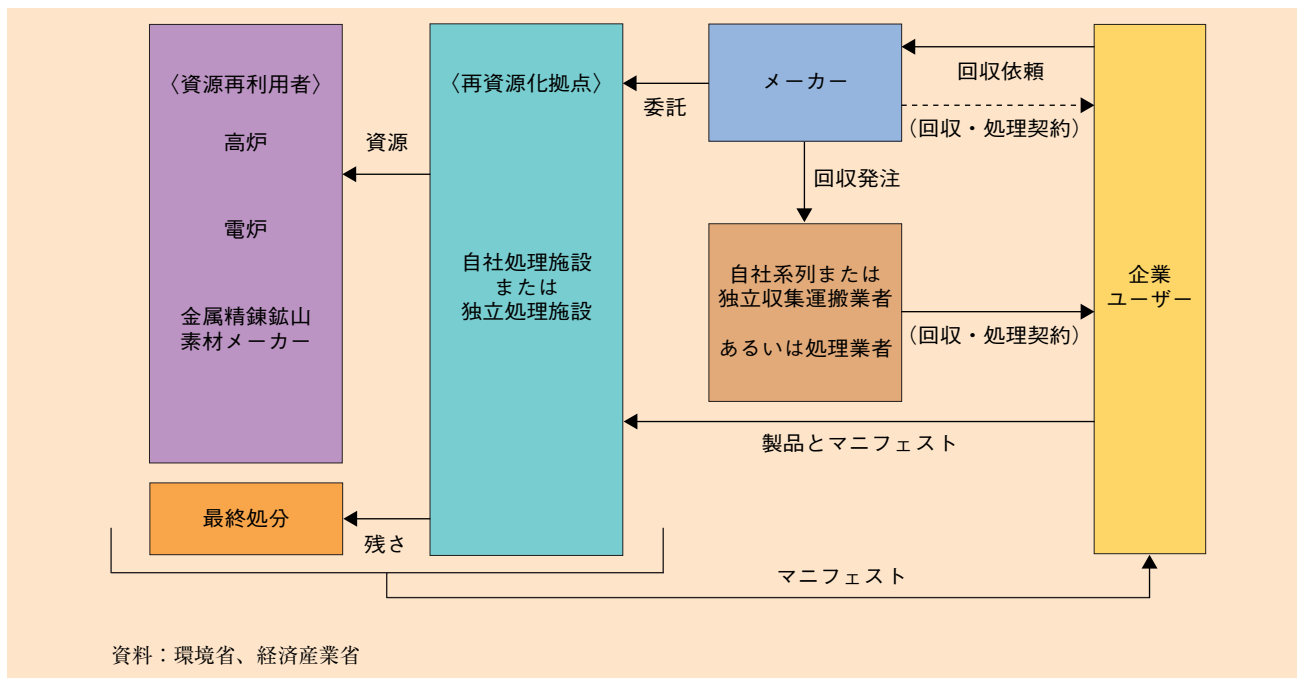 〈資源再利用者〉
高炉
電炉
金属精錬鉱山
素材メーカー
資源
〈再資源化拠点〉
自社処理施設
または
独立処理施設
委託
メーカー
回収依頼
(回収・処理契約)
回収発注
自社系列または
独立収集運搬業者
あるいは処理業者
(回収・処理契約)
企業
ユーザー
製品とマニフェスト
最終処分
残さ
マニフェスト
資料：環境省、経済産業省